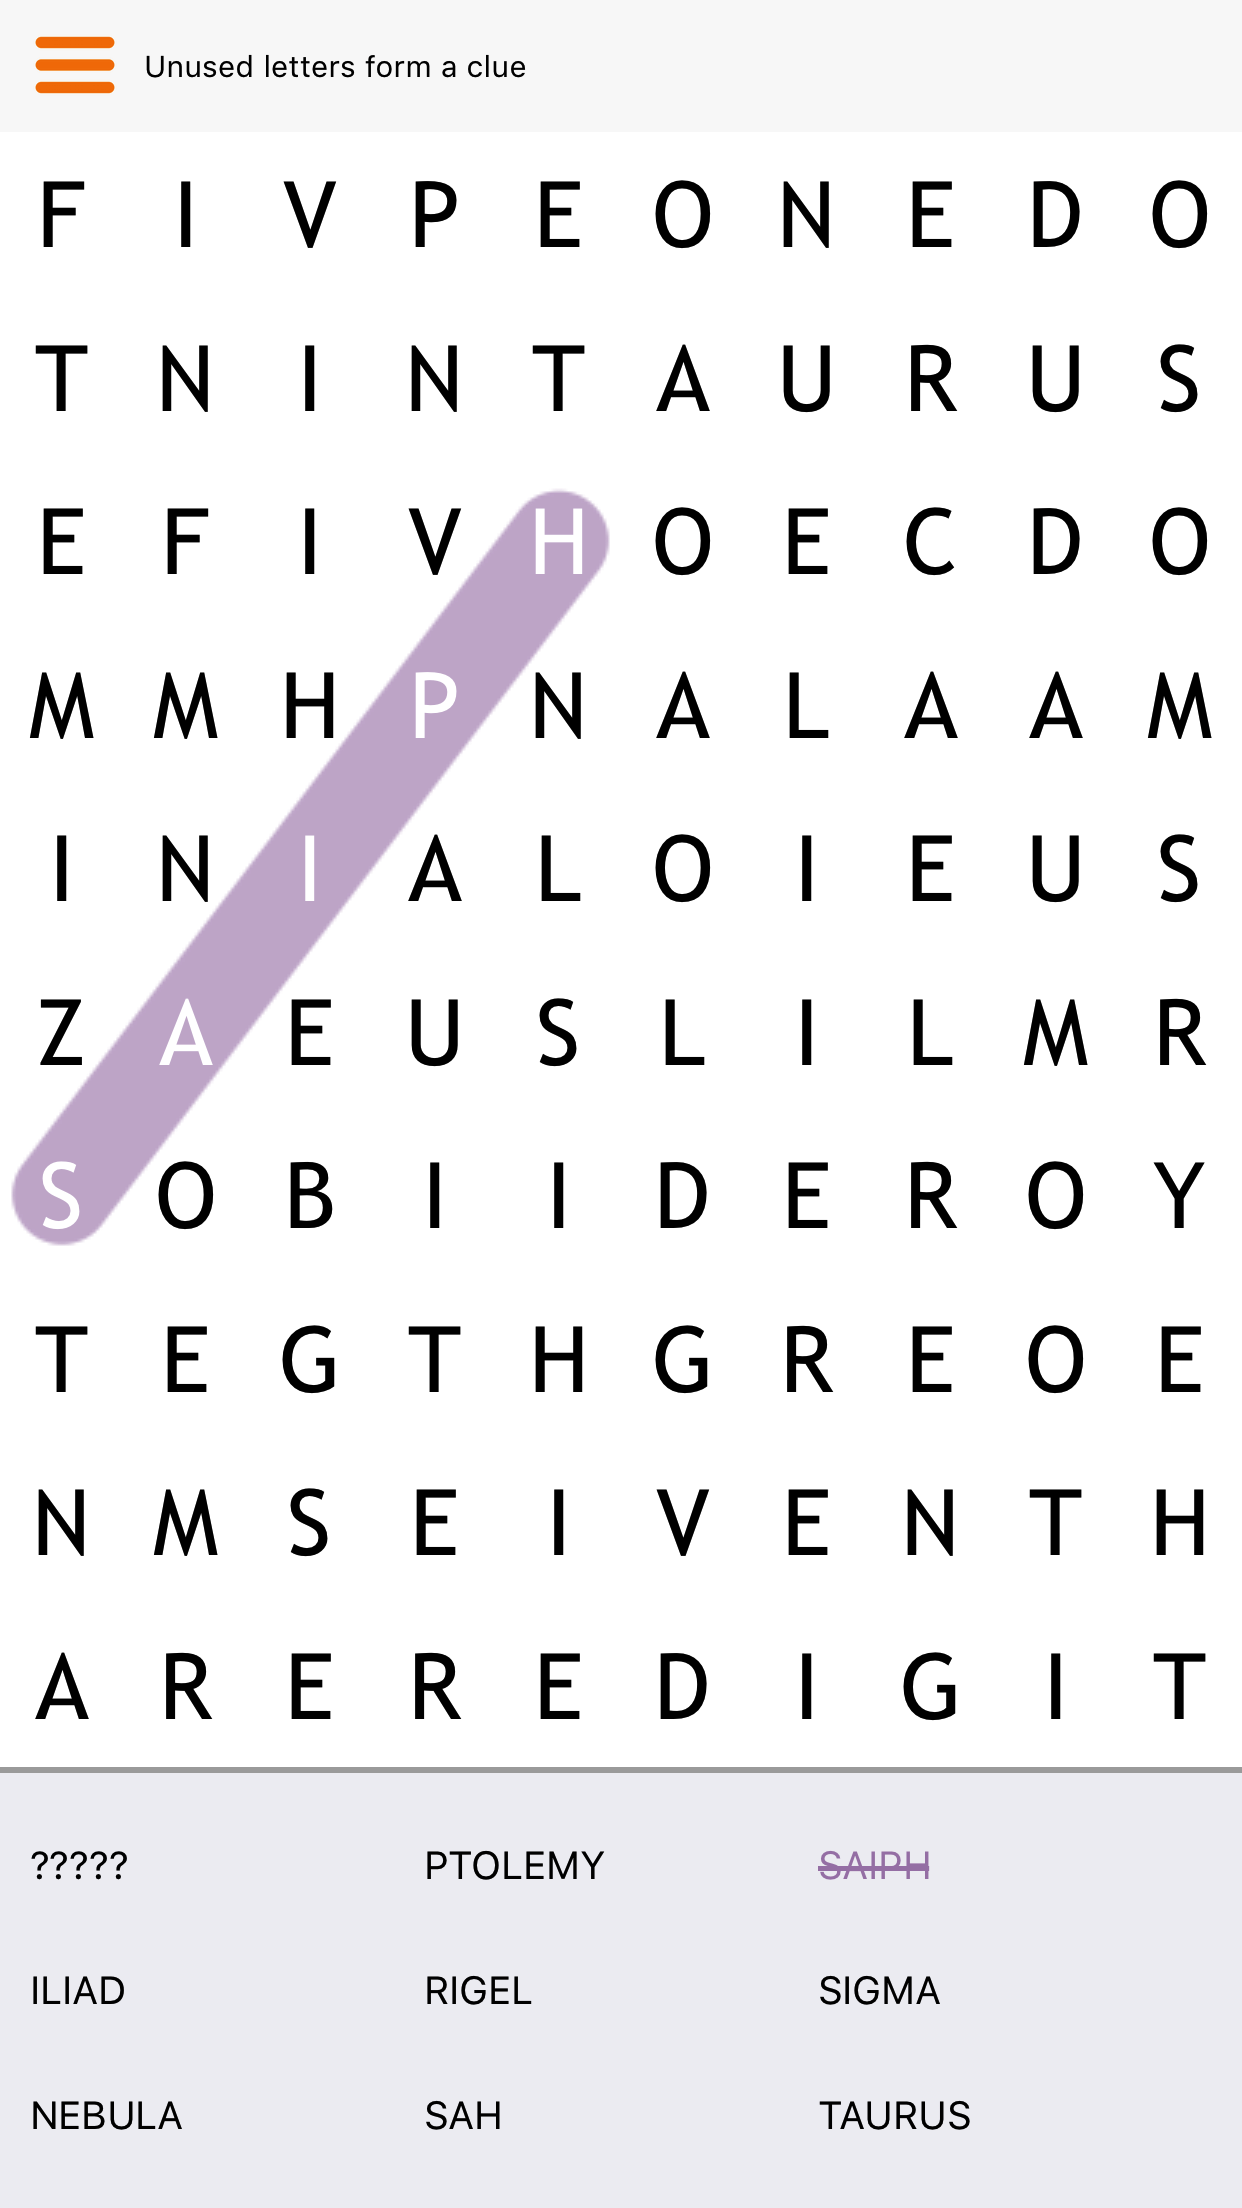 Unused letters form a clue
F I V P E O N E D O
T N I N T A U R U S
E F I V H O E C D O
M M H P N A L A A M
I N I A L O I E U S
Z A E U S L I L M R
S O B I I D E R O Y
T E G T H G R E O E
N M S E I V E N T H
A R E R E D I G I T
????? PTOLEMY SAIPH
ILIAD RIGEL SIGMA
NEBULA SAH TAURUS